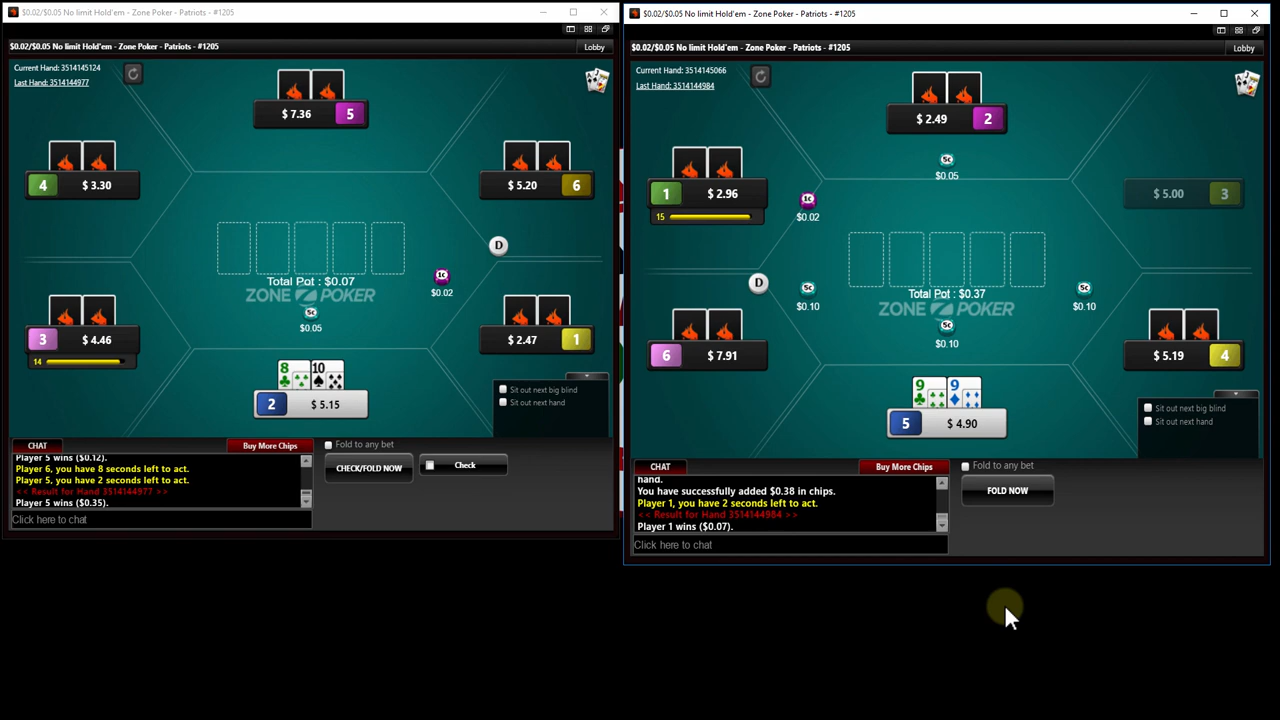 $0.02/$0.05 No limit Hold'em - Zone Poker - Patriots - #1205
$0.02/$0.05 No limit Hold'em - Zone Poker - Patriots - #1205
Lobby
Current Hand: 3514145124
Last Hand: 3514144977
$ 7.36 5
4 $ 3.30
$ 5.20 6
D
Total Pot : $0.07
ZONE POKER
1c
$0.02
5c
$0.05
3 $ 4.46
14
$ 2.47 1
8 10
2 $ 5.15
Sit out next big blind
Sit out next hand
CHAT
Buy More Chips
Fold to any bet
CHECK/FOLD NOW
Check
Player 5 wins ($0.12).
Player 6, you have 8 seconds left to act.
Player 5, you have 2 seconds left to act.
<< Result for Hand 3514144977 >>
Player 5 wins ($0.35).
Click here to chat
$0.02/$0.05 No limit Hold'em - Zone Poker - Patriots - #1205
$0.02/$0.05 No limit Hold'em - Zone Poker - Patriots - #1205
Lobby
Current Hand: 3514145066
Last Hand: 3514144984
$ 2.49 2
5c
$0.05
1 $ 2.96
15
1c
$0.02
$ 5.00 3
D
5c
$0.10
Total Pot : $0.37
ZONE POKER
5c
$0.10
5c
$0.10
6 $ 7.91
$ 5.19 4
9 9
5 $ 4.90
Sit out next big blind
Sit out next hand
CHAT
Buy More Chips
Fold to any bet
FOLD NOW
hand.
You have successfully added $0.38 in chips.
Player 1, you have 2 seconds left to act.
<< Result for Hand 3514144984 >>
Player 1 wins ($0.07).
Click here to chat